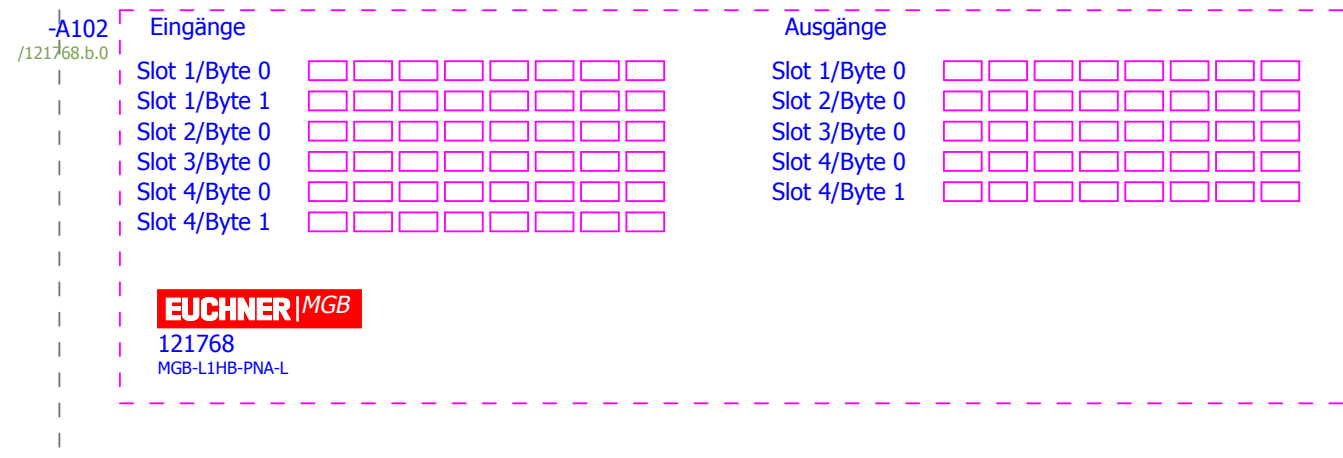 -A102
/121768.b.0
Eingänge
Slot 1/Byte 0
Slot 1/Byte 1
Slot 2/Byte 0
Slot 3/Byte 0
Slot 4/Byte 0
Slot 4/Byte 1
Ausgänge
Slot 1/Byte 0
Slot 2/Byte 0
Slot 3/Byte 0
Slot 4/Byte 0
Slot 4/Byte 1
EUCHNER|MGB
121768
MGB-L1HB-PNA-L